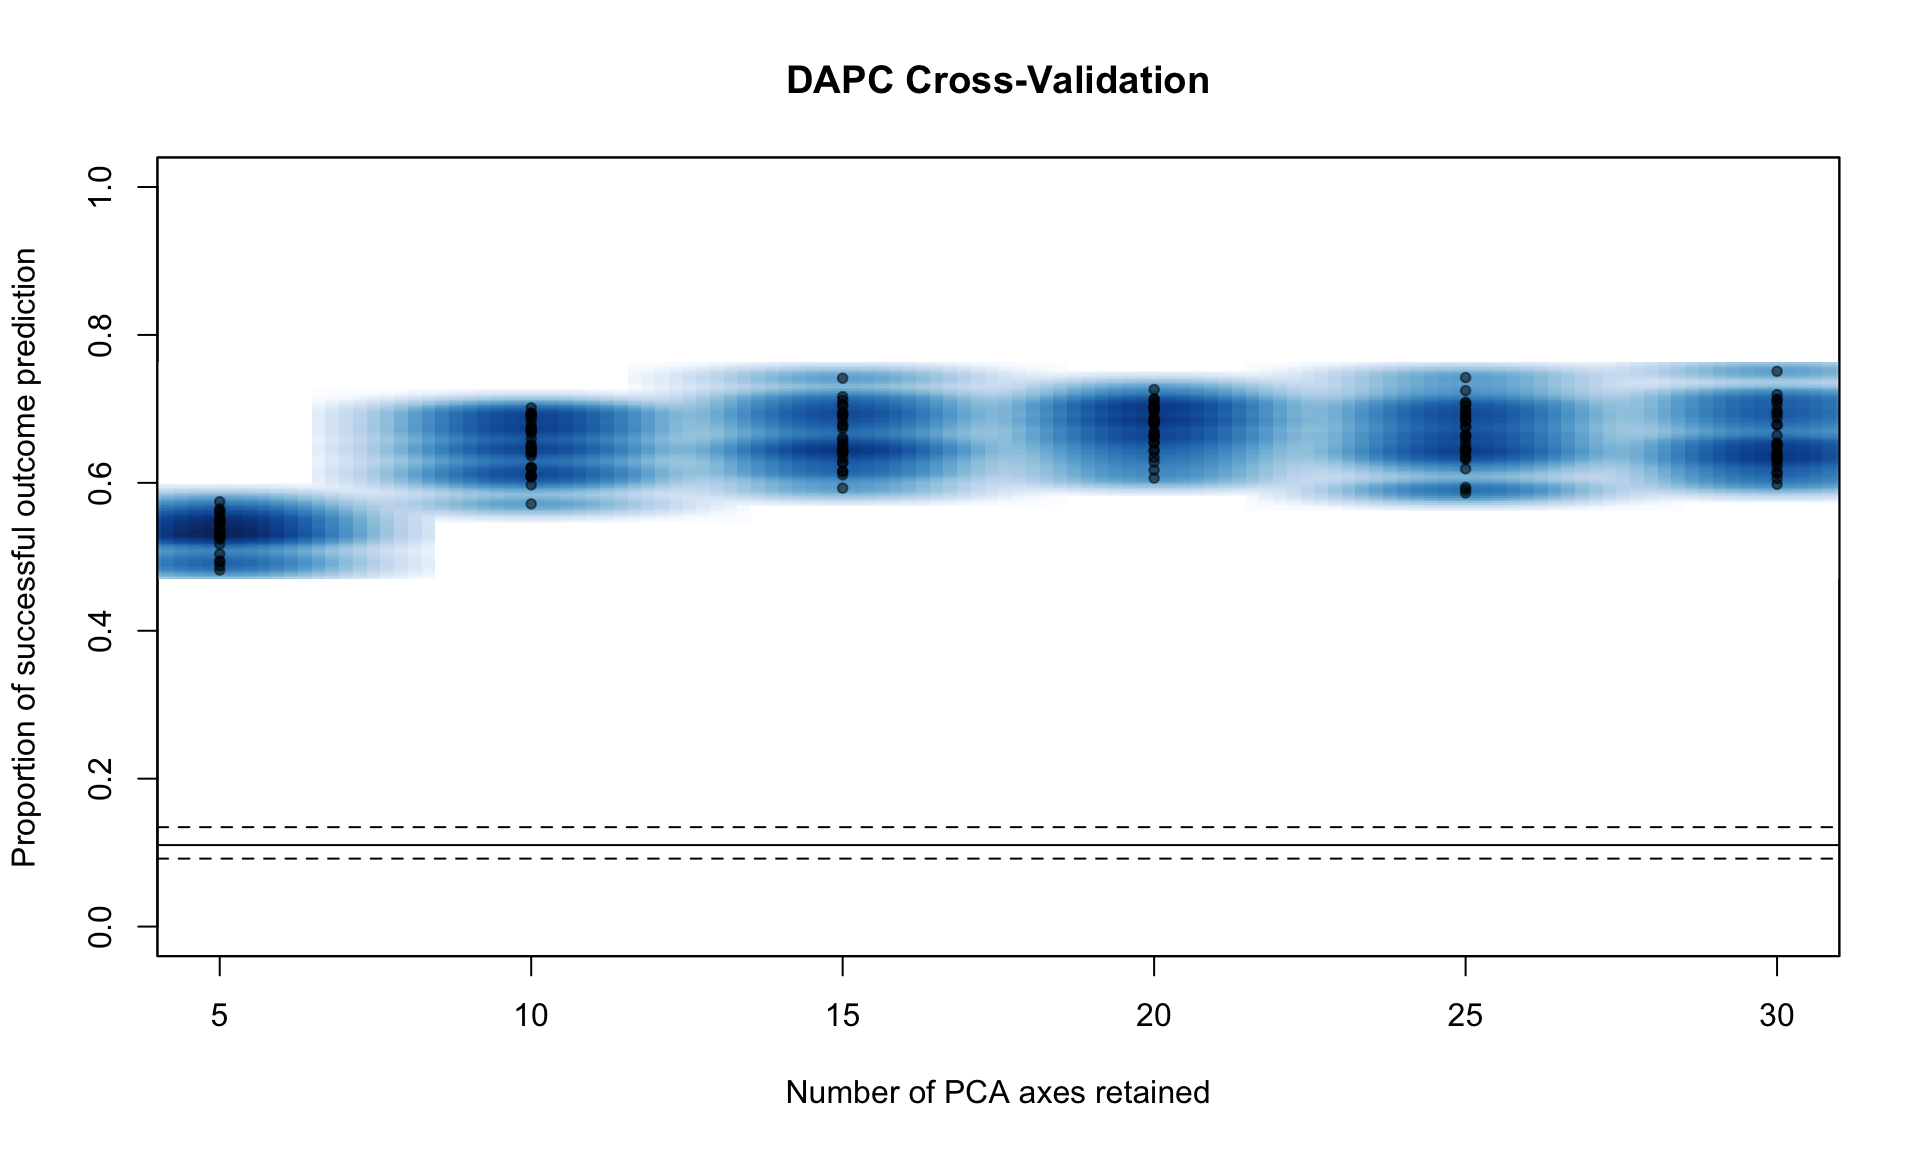 DAPC Cross-Validation
Proportion of successful outcome prediction
1.0
0.8
0.6
0.4
0.2
0.0
5 10 15 20 25 30
Number of PCA axes retained